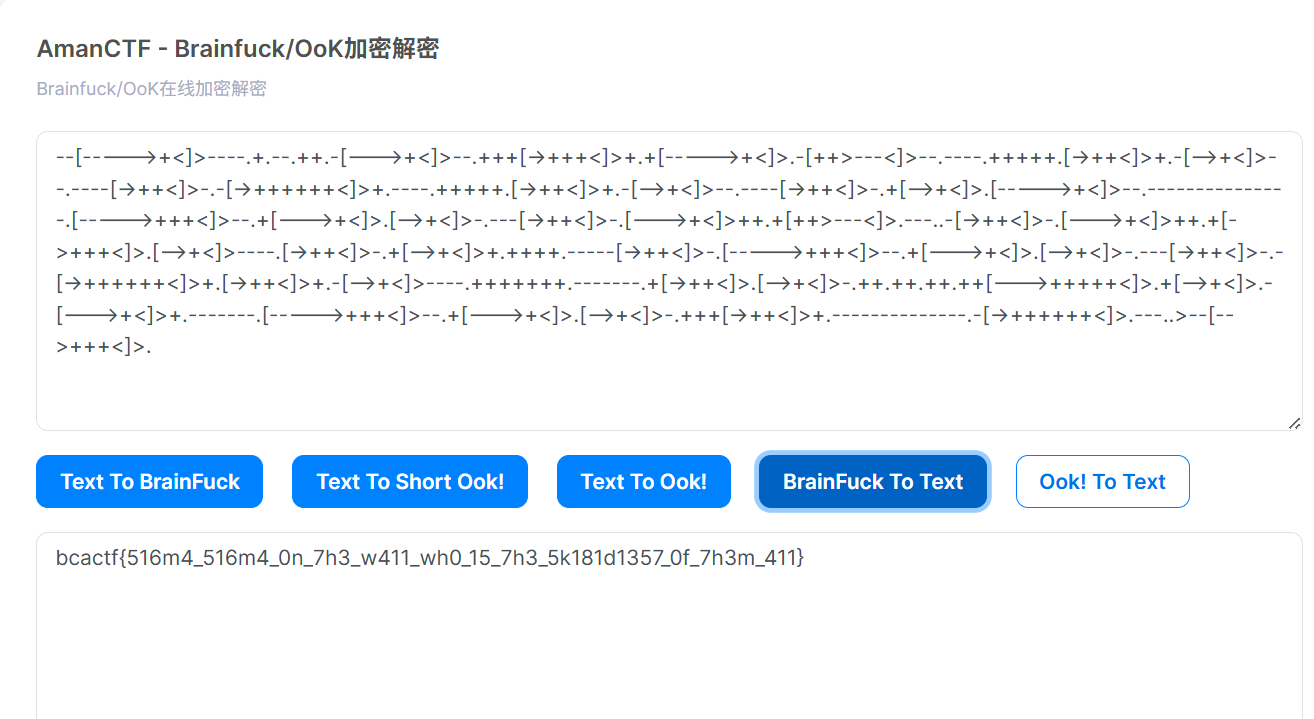 AmanCTF - Brainfuck/OoK加密解密
Brainfuck/OoK在线加密解密
--[----->+<]>----.+.--.++.-[--->+<]>--.+++[->+++<]>+.+[----->+<]>.-[++>---<]>--.----.+++++.[->++<]>+.-[-->+<]>-
-.----[->++<]>-.-[->++++++<]>+.----.+++++.[->++<]>+.-[-->+<]>--.----[->++<]>-.+[-->+<]>.[----->+<]>--.--------------
-.[----->+++<]>--.+[--->+<]>.[-->+<]>-.---[->++<]>-.[--->+<]>++.+[++>---<]>.---..-[->++<]>-.[--->+<]>++.+[-
>+++<]>.[-->+<]>----.[->++<]>-.+[-->+<]>+.++++.-----[->++<]>-.[----->+++<]>--.+[--->+<]>.[-->+<]>-.---[->++<]>-.-
[->++++++<]>+.[->++<]>+.-[-->+<]>----.+++++++.-------.+[->++<]>.[-->+<]>-.++.++.++.++[--->+++++<]>.+[-->+<]>.-
[--->+<]>+.-------.[----->+++<]>--.+[--->+<]>.[-->+<]>-.+++[->++<]>+.--------------.-[->++++++<]>.---..>--[--
>+++<]>.
Text To BrainFuck
Text To Short Ook!
Text To Ook!
BrainFuck To Text
Ook! To Text
bcactf{516m4_516m4_0n_7h3_w411_wh0_15_7h3_5k181d1357_0f_7h3m_411}